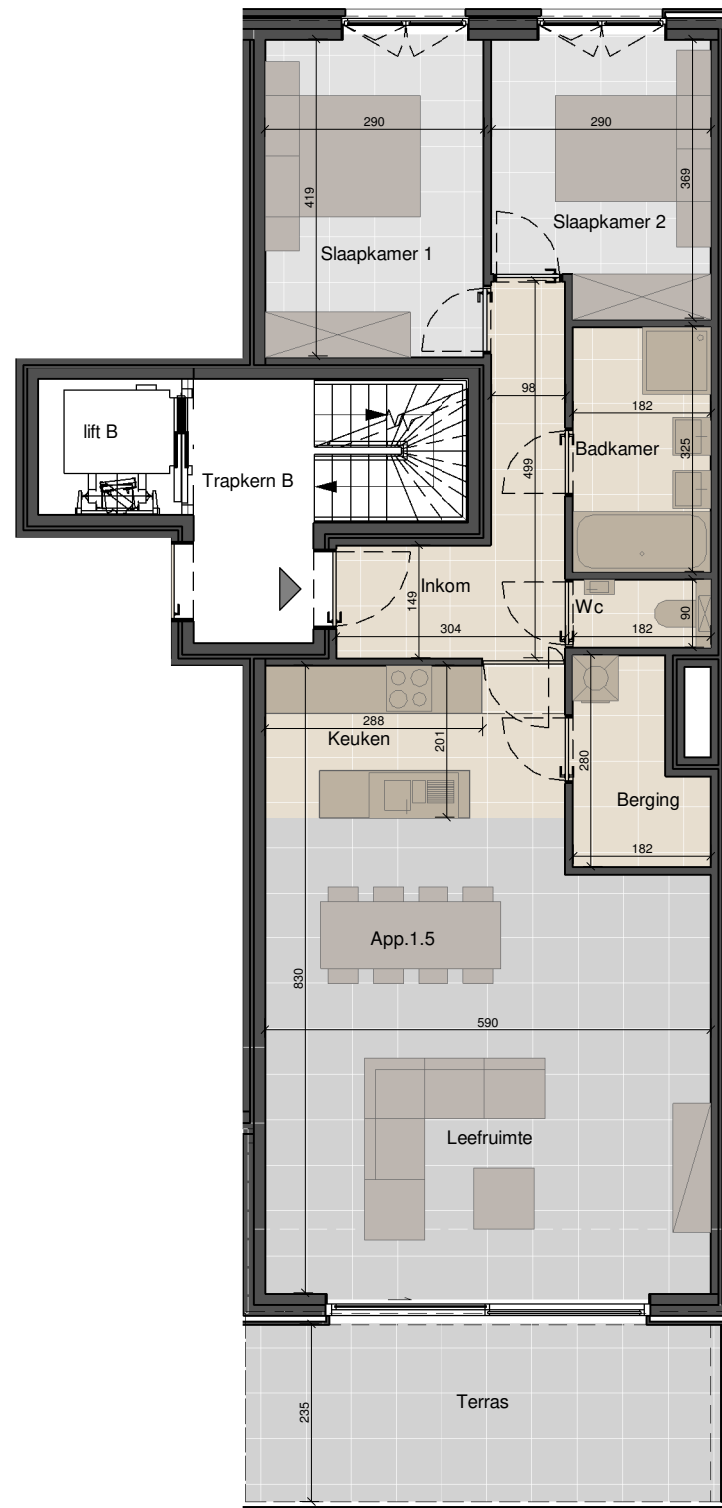 290
290
419
369
Slaapkamer 2
Slaapkamer 1
98
182
lift B
Badkamer
325
499
Trapkern B
Inkom
149
Wc
90
304
182
288
Keuken
201
280
Berging
182
App.1.5
830
590
Leefruimte
Terras
235